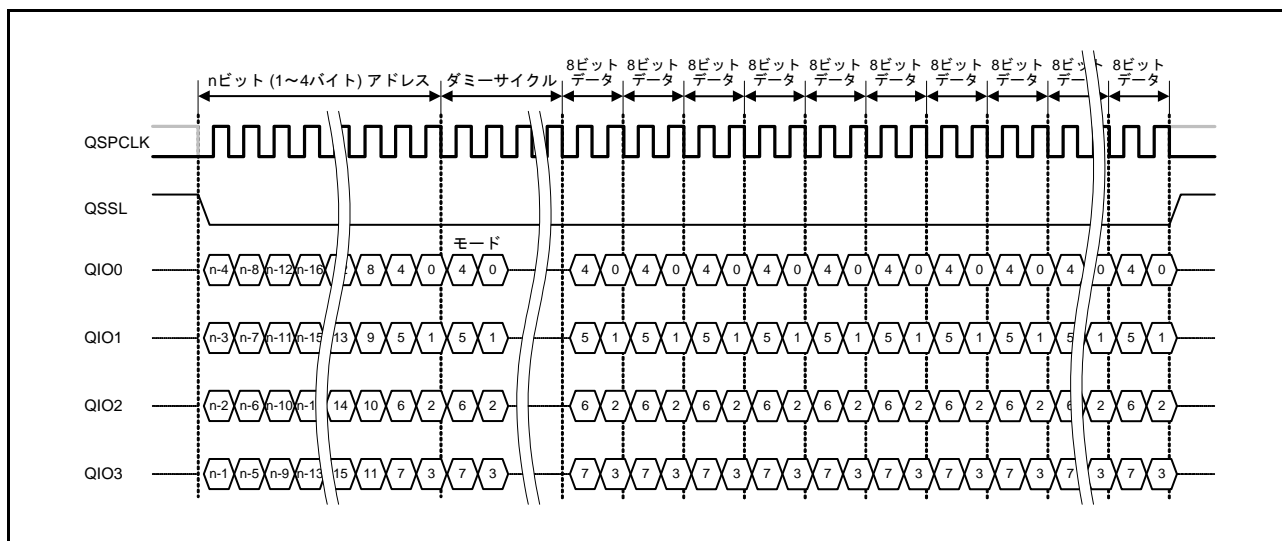 8ビット 8ビット 8ビット 8ビット 8ビット 8ビット 8ビット 8ビット 8ビット 8ビット
nビット (1～4バイト) アドレス ダミーサイクル データ データ データ データ データ データ データ データ データ データ
QSPCLK
QSSL
モード
QIO0 n-4 n-8 n-12 n-16 8 4 0 4 0 4 0 4 0 4 0 4 0 4 0 4 0 4 0 4 0 4 0 4 0
QIO1 n-3 n-7 n-11 n-15 13 9 5 1 5 1 5 1 5 1 5 1 5 1 5 1 5 1 5 1 5 1 5 1 5 1
QIO2 n-2 n-6 n-10 14 10 6 2 6 2 6 2 6 2 6 2 6 2 6 2 6 2 6 2 6 2 6 2 6 2
QIO3 n-1 n-5 n-9 n-13 15 11 7 3 7 3 7 3 7 3 7 3 7 3 7 3 7 3 7 3 7 3 7 3 7 3